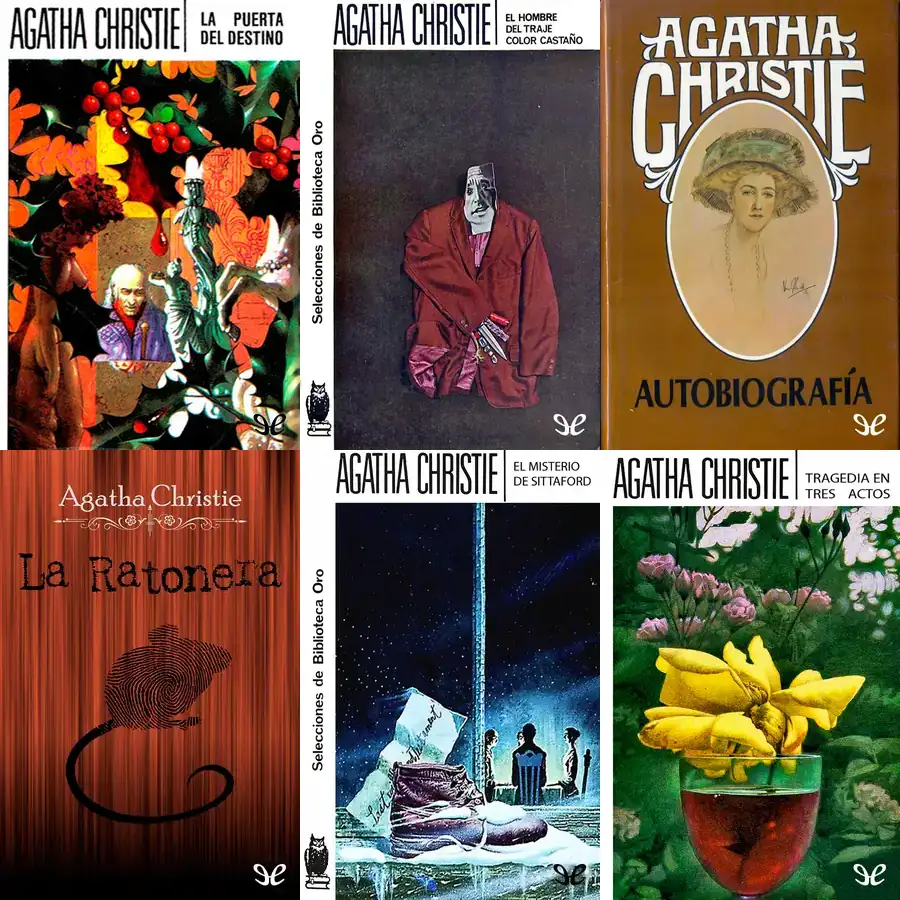 AGATHA CHRISTIE
LA PUERTA
DEL DESTINO
AGATHA CHRISTIE
EL HOMBRE
DEL TRAJE
COLOR CASTAÑO
Selecciones de Biblioteca Oro
AGATHA
CHRISTIE
AUTOBIOGRAFÍA
Agatha Christie
La Ratonera
AGATHA CHRISTIE
EL MISTERIO
DE SITTAFORD
Selecciones de Biblioteca Oro
AGATHA CHRISTIE
TRAGEDIA EN
TRES ACTOS